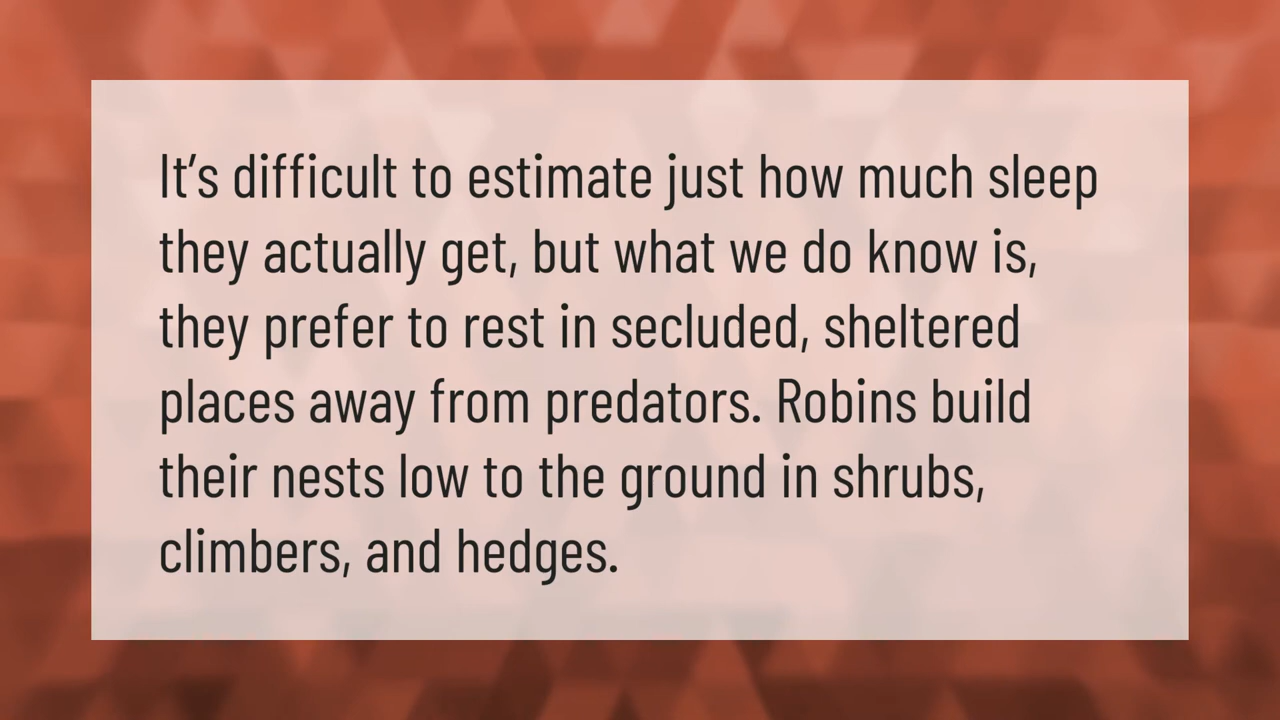 It’s difficult to estimate just how much sleep
they actually get, but what we do know is,
they prefer to rest in secluded, sheltered
places away from predators. Robins build
their nests low to the ground in shrubs,
climbers, and hedges.